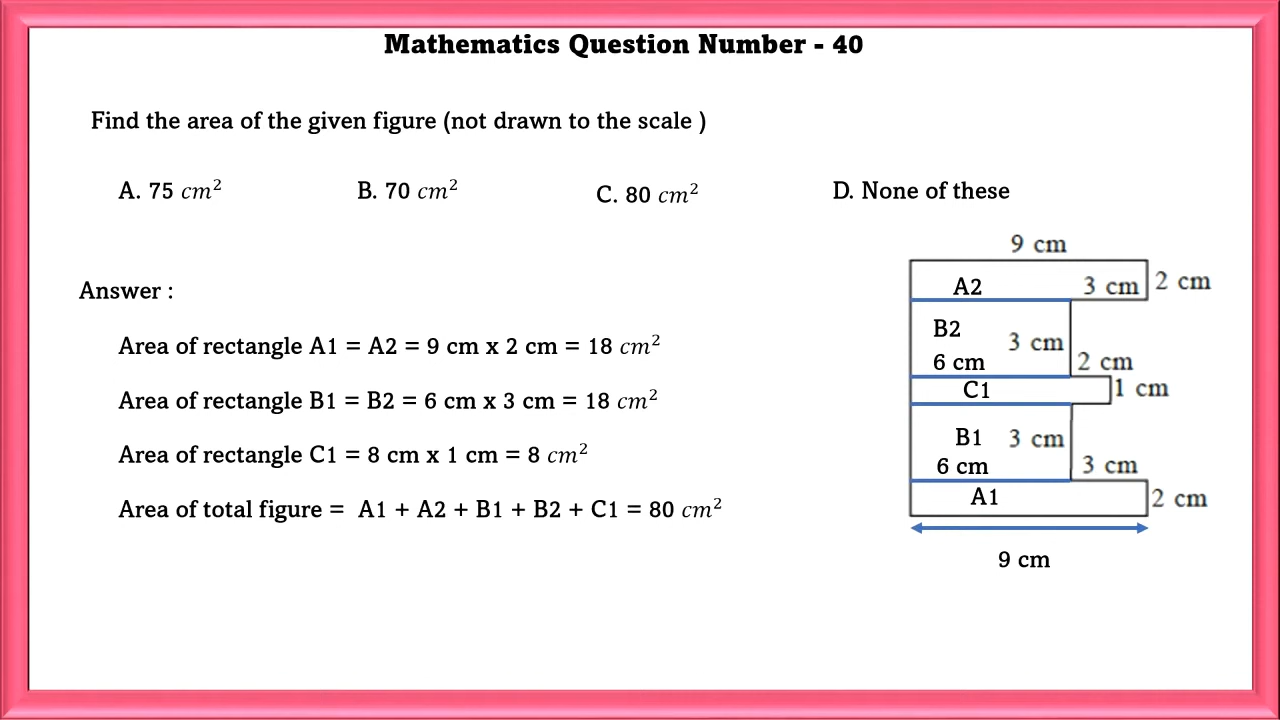 Mathematics Question Number - 40
Find the area of the given figure (not drawn to the scale )
A. 75 cm²
B. 70 cm²
C. 80 cm²
D. None of these
Answer :
Area of rectangle A1 = A2 = 9 cm x 2 cm = 18 cm²
Area of rectangle B1 = B2 = 6 cm x 3 cm = 18 cm²
Area of rectangle C1 = 8 cm x 1 cm = 8 cm²
Area of total figure = A1 + A2 + B1 + B2 + C1 = 80 cm²
9 cm
A2
3 cm
2 cm
B2
3 cm
6 cm
2 cm
C1
1 cm
B1
3 cm
6 cm
3 cm
A1
2 cm
9 cm